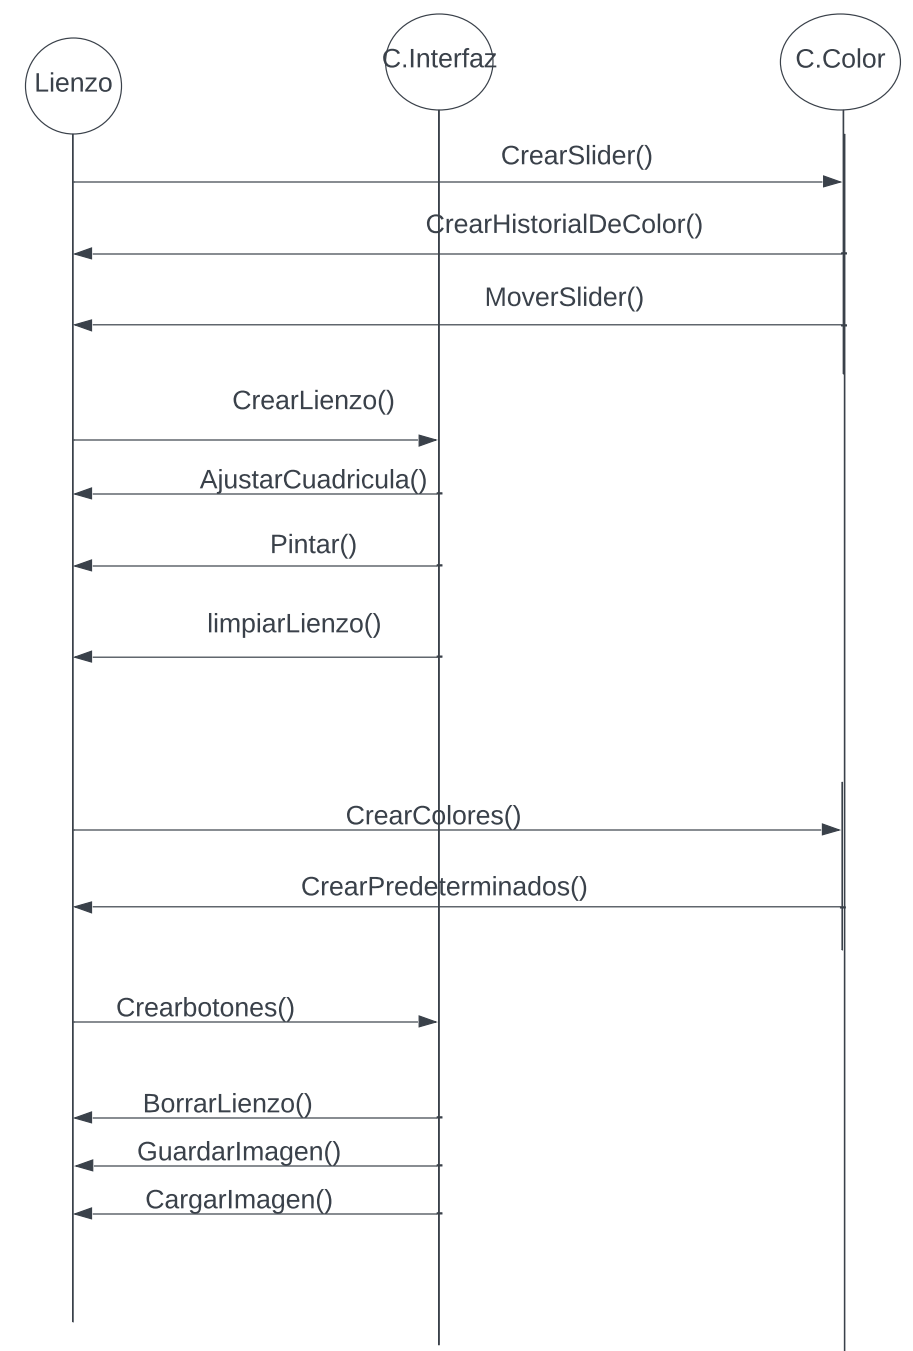 Lienzo
C.Interfaz
C.Color
CrearSlider()
CrearHistorialDeColor()
MoverSlider()
CrearLienzo()
AjustarCuadricula()
Pintar()
limpiarLienzo()
CrearColores()
CrearPredeterminados()
Crearbotones()
BorrarLienzo()
GuardarImagen()
CargarImagen()